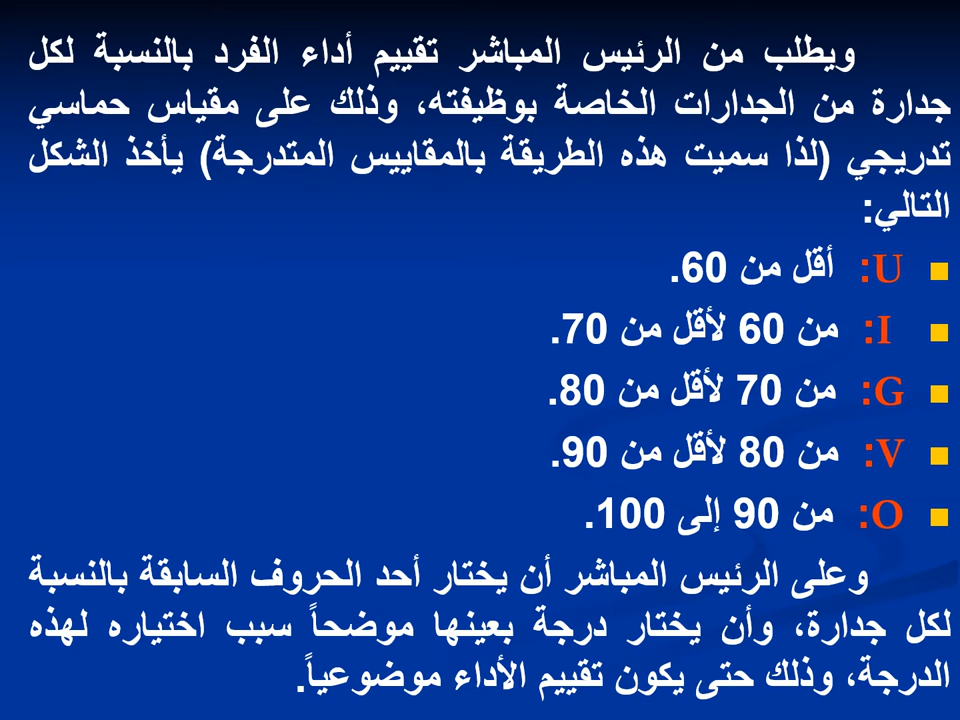 ويطلب من الرئيس المباشر تقييم أداء الفرد بالنسبة لكل
جدارة من الجدارات الخاصة بوظيفته، وذلك على مقياس حماسي
تدريجي (لذا سميت هذه الطريقة بالمقاييس المتدرجة) يأخذ الشكل
التالي:
U: أقل من 60.
I: من 60 لأقل من 70.
G: من 70 لأقل من 80.
V: من 80 لأقل من 90.
O: من 90 إلى 100.
وعلى الرئيس المباشر أن يختار أحد الحروف السابقة بالنسبة
لكل جدارة، وأن يختار درجة بعينها موضحاً سبب اختياره لهذه
الدرجة، وذلك حتى يكون تقييم الأداء موضوعياً.